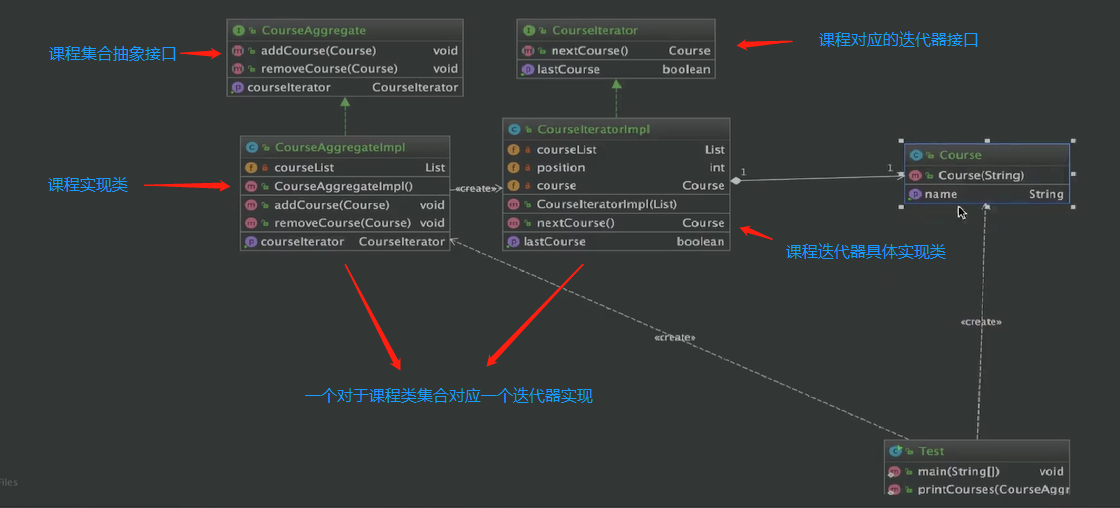 CourseAggregate
addCourse(Course) void
removeCourse(Course) void
courseIterator CourseIterator
课程集合抽象接口
CourseIterator
nextCourse() Course
lastCourse boolean
课程对应的迭代器接口
CourseAggregateImpl
courseList List
CourseAggregateImpl()
addCourse(Course) void
removeCourse(Course) void
courseIterator CourseIterator
课程实现类
«create»
CourseIteratorImpl
courseList List
position int
course Course
CourseIteratorImpl(List)
nextCourse() Course
lastCourse boolean
1
1
Course
Course(String)
name String
课程迭代器具体实现类
«create»
«create»
一个对于课程类集合对应一个迭代器实现
Test
main(String[]) void
printCourses(CourseAggr
Files